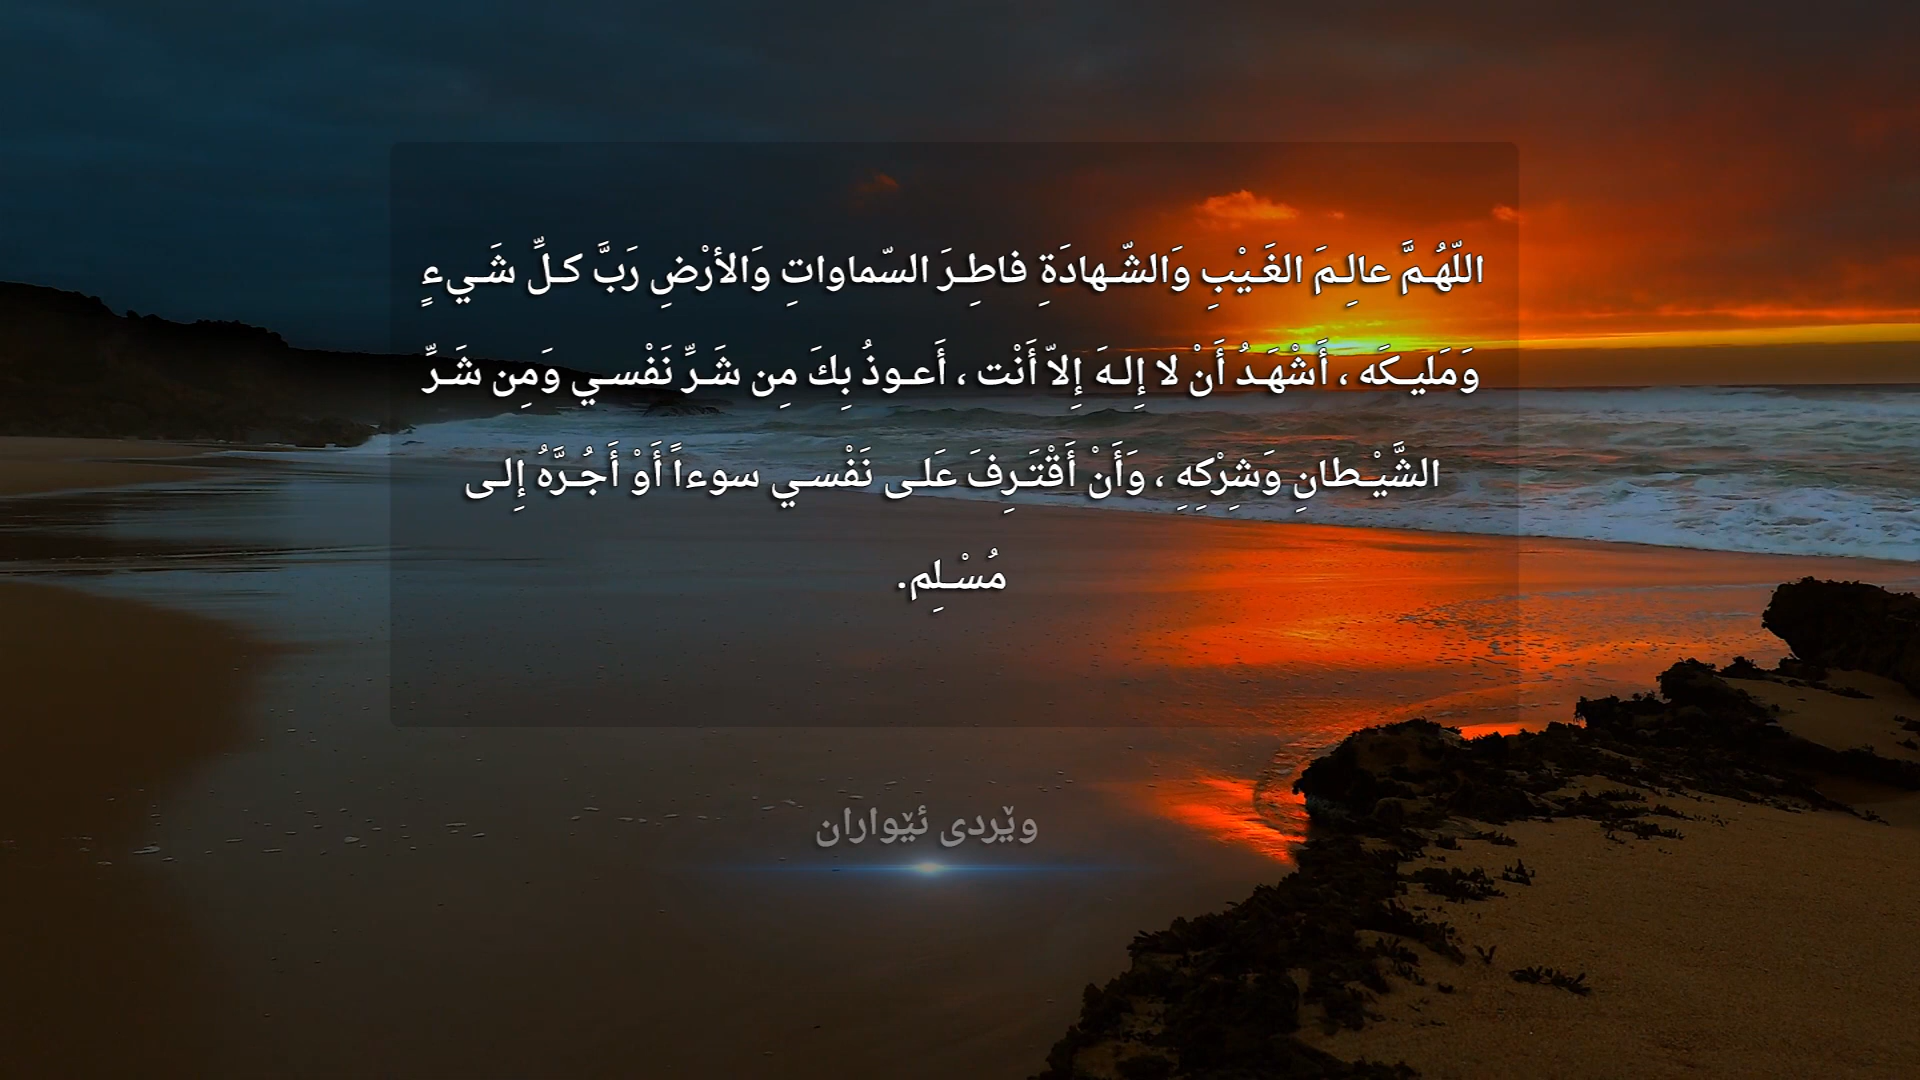 اللّهُـمَّ عالِـمَ الغَـيْبِ وَالشّـهادَةِ فاطِـرَ السّماواتِ وَالأرْضِ رَبَّ كـلِّ شَـيءٍ
وَمَليـكَه ، أَشْهَـدُ أَنْ لا إِلـهَ إِلاّ أَنْت ، أَعـوذُ بِكَ مِن شَـرِّ نَفْسـي وَمِن شَـرِّ
الشَّيْـطانِ وَشِرْكِهِ ، وَأَنْ أَقْتَـرِفَ عَلـى نَفْسـي سوءاً أَوْ أَجُـرَّهُ إِلـى
مُسْـلِم.
وێردی ئێواران